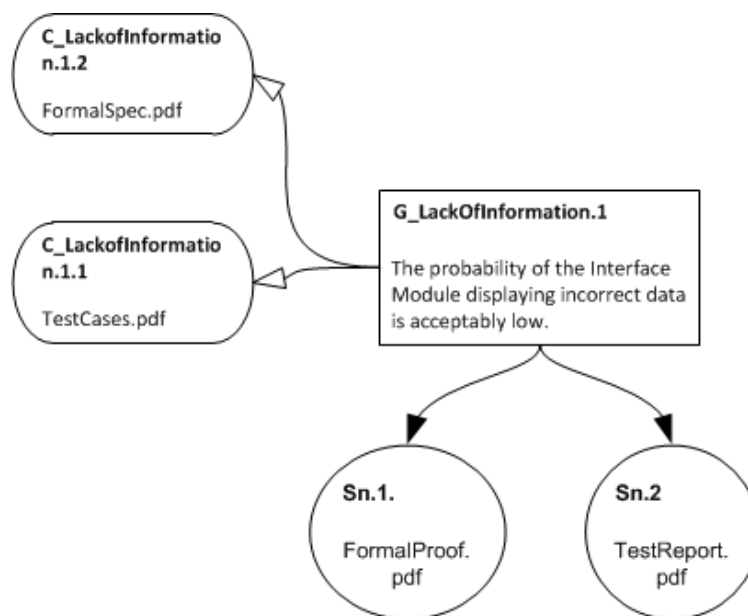 C_LackofInformatio
n.1.2
FormalSpec.pdf
G_LackOfInformation.1
The probability of the Interface
Module displaying incorrect data
is acceptably low.
C_LackofInformatio
n.1.1
TestCases.pdf
Sn.1.
FormalProof.
pdf
Sn.2
TestReport.
pdf